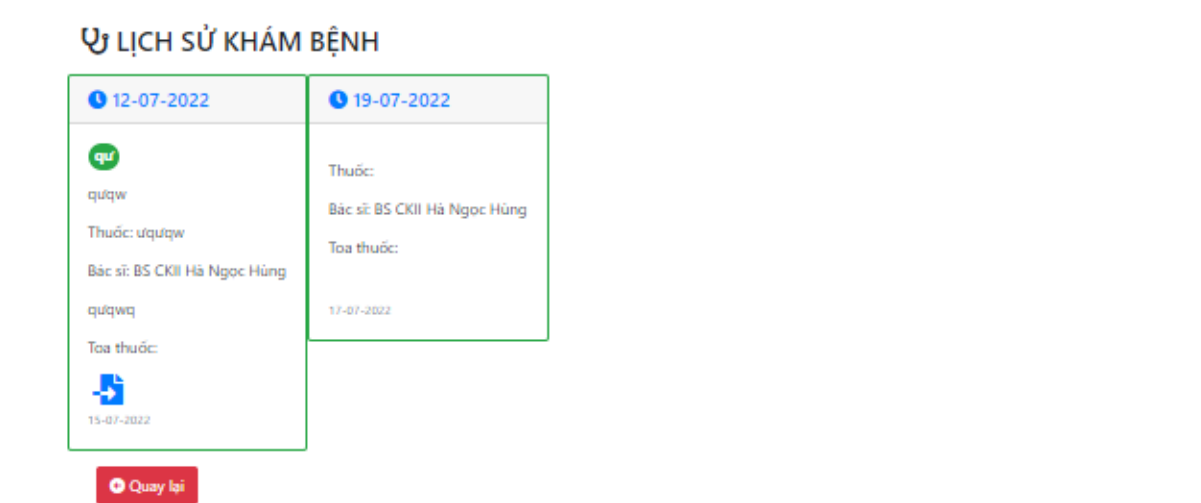 LỊCH SỬ KHÁM BỆNH
12-07-2022
qư
qưqw
Thuốc: ưqưqw
Bác sĩ: BS CKII Hà Ngọc Hùng
qưqwq
Toa thuốc:
15-07-2022
19-07-2022
Thuốc:
Bác sĩ: BS CKII Hà Ngọc Hùng
Toa thuốc:
17-07-2022
Quay lại